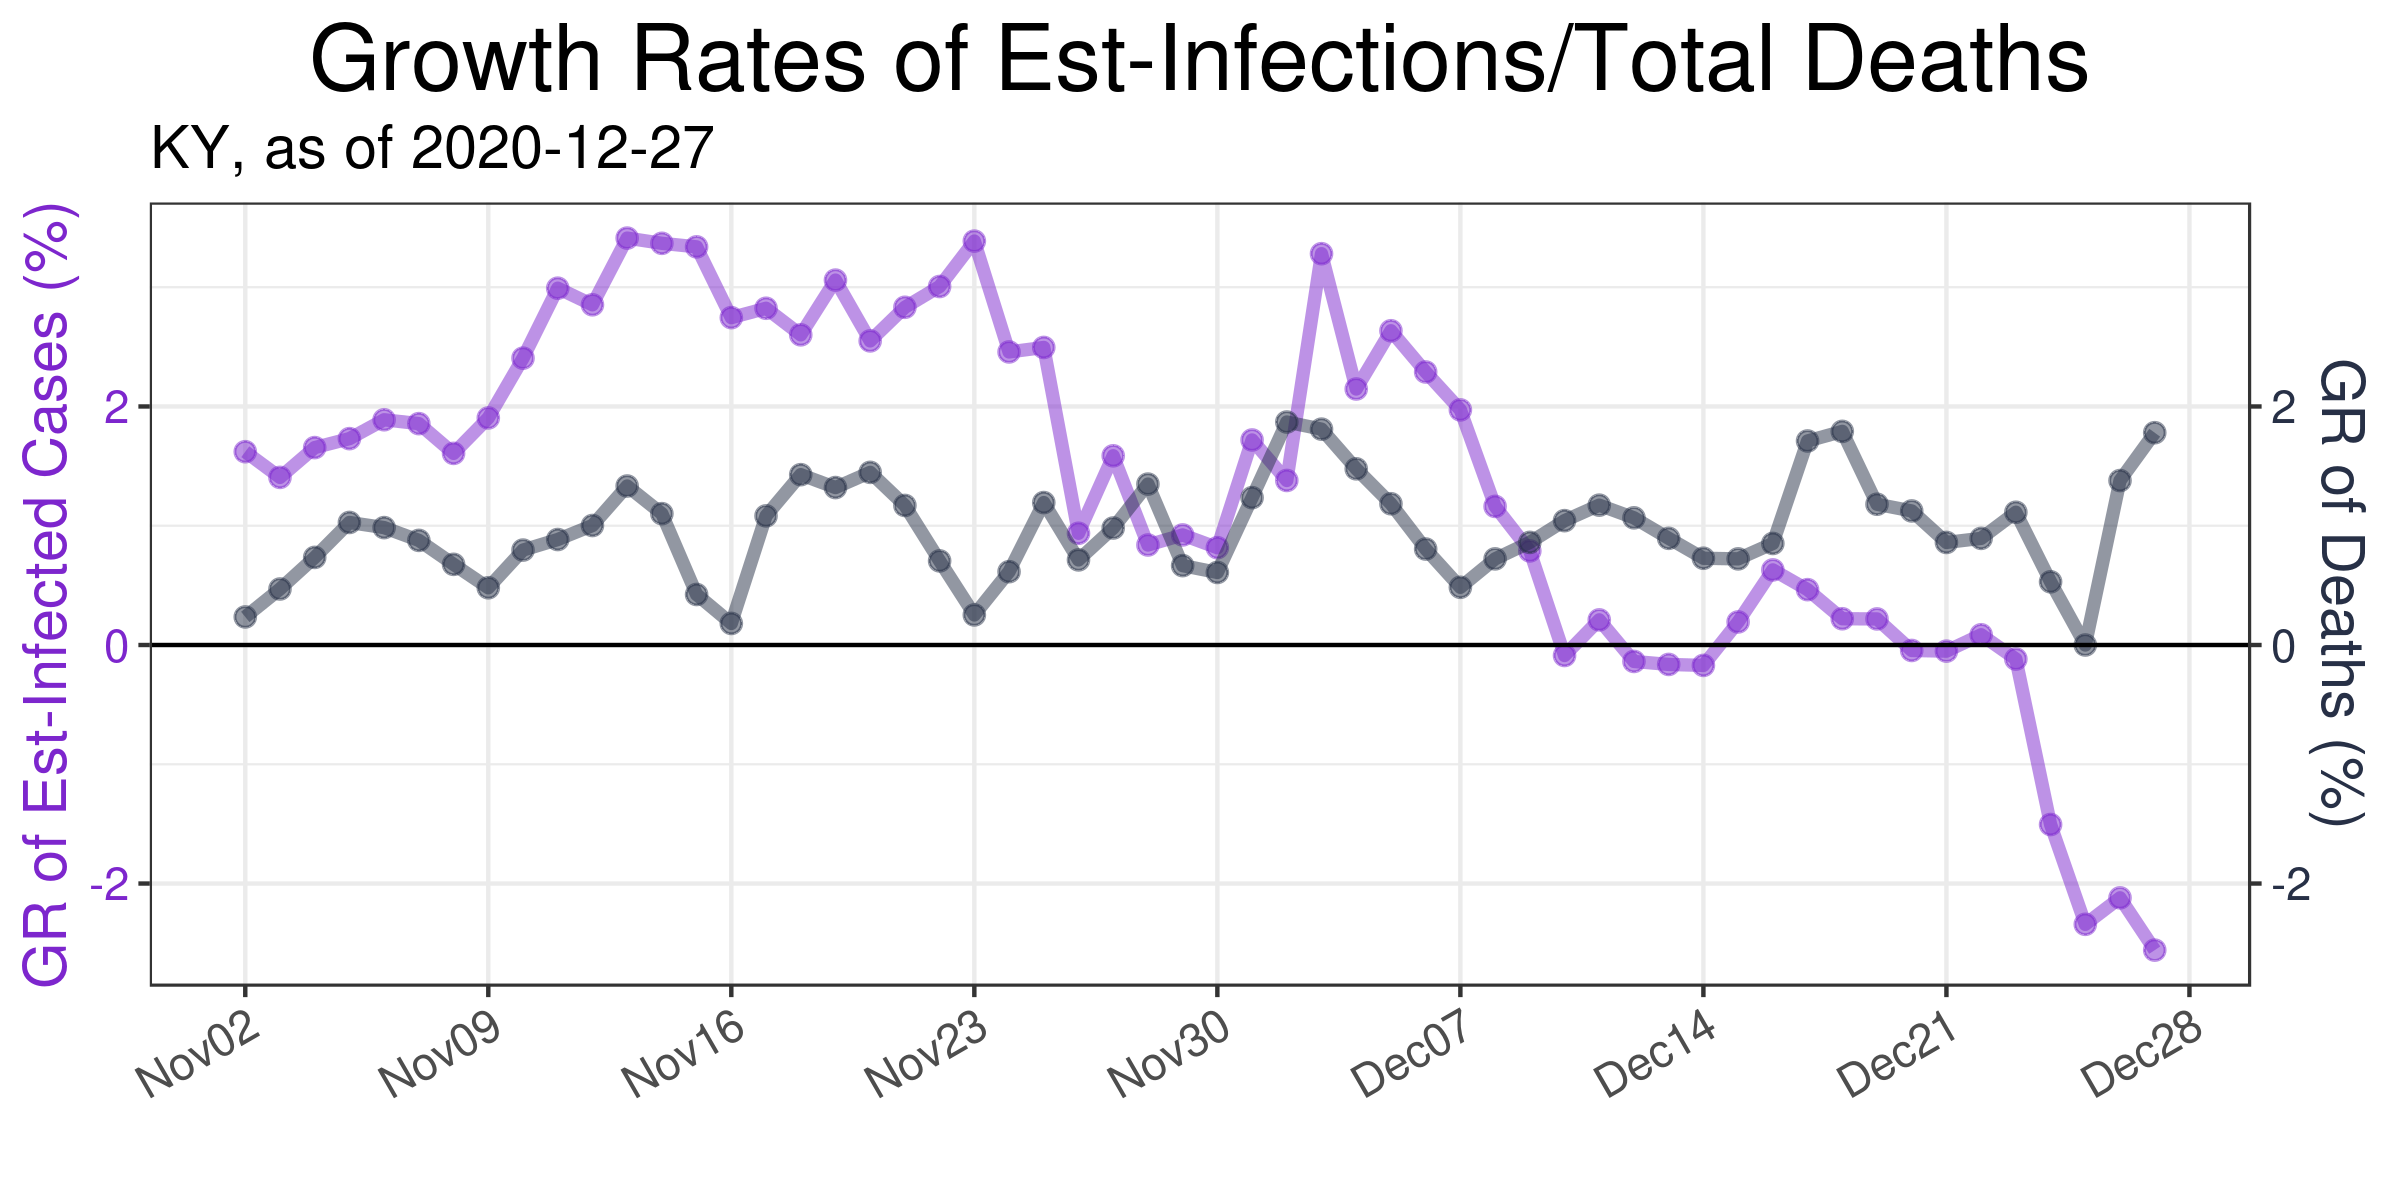 Growth Rates of Est-Infections/Total Deaths
KY, as of 2020-12-27
GR of Est-Infected Cases (%)
2
0
-2
2
0
-2
GR of Deaths (%)
Nov02
Nov09
Nov16
Nov23
Nov30
Dec07
Dec14
Dec21
Dec28